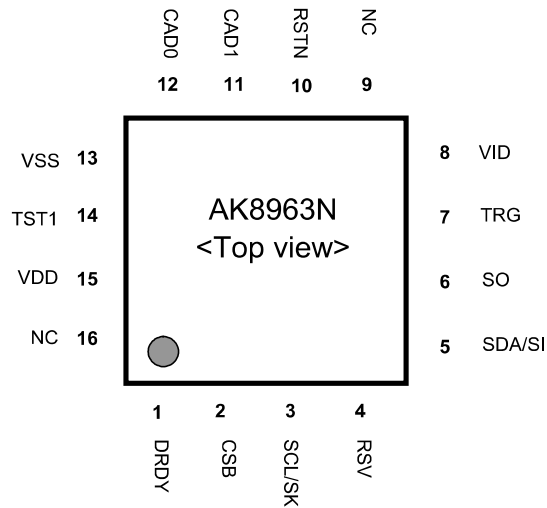 CAD0
CAD1
RSTN
NC
12
11
10
9
VSS 13
8 VID
AK8963N
<Top view>
TST1 14
7 TRG
VDD 15
6 SO
NC 16
5 SDA/SI
1
2
3
4
DRDY
CSB
SCL/SK
RSV